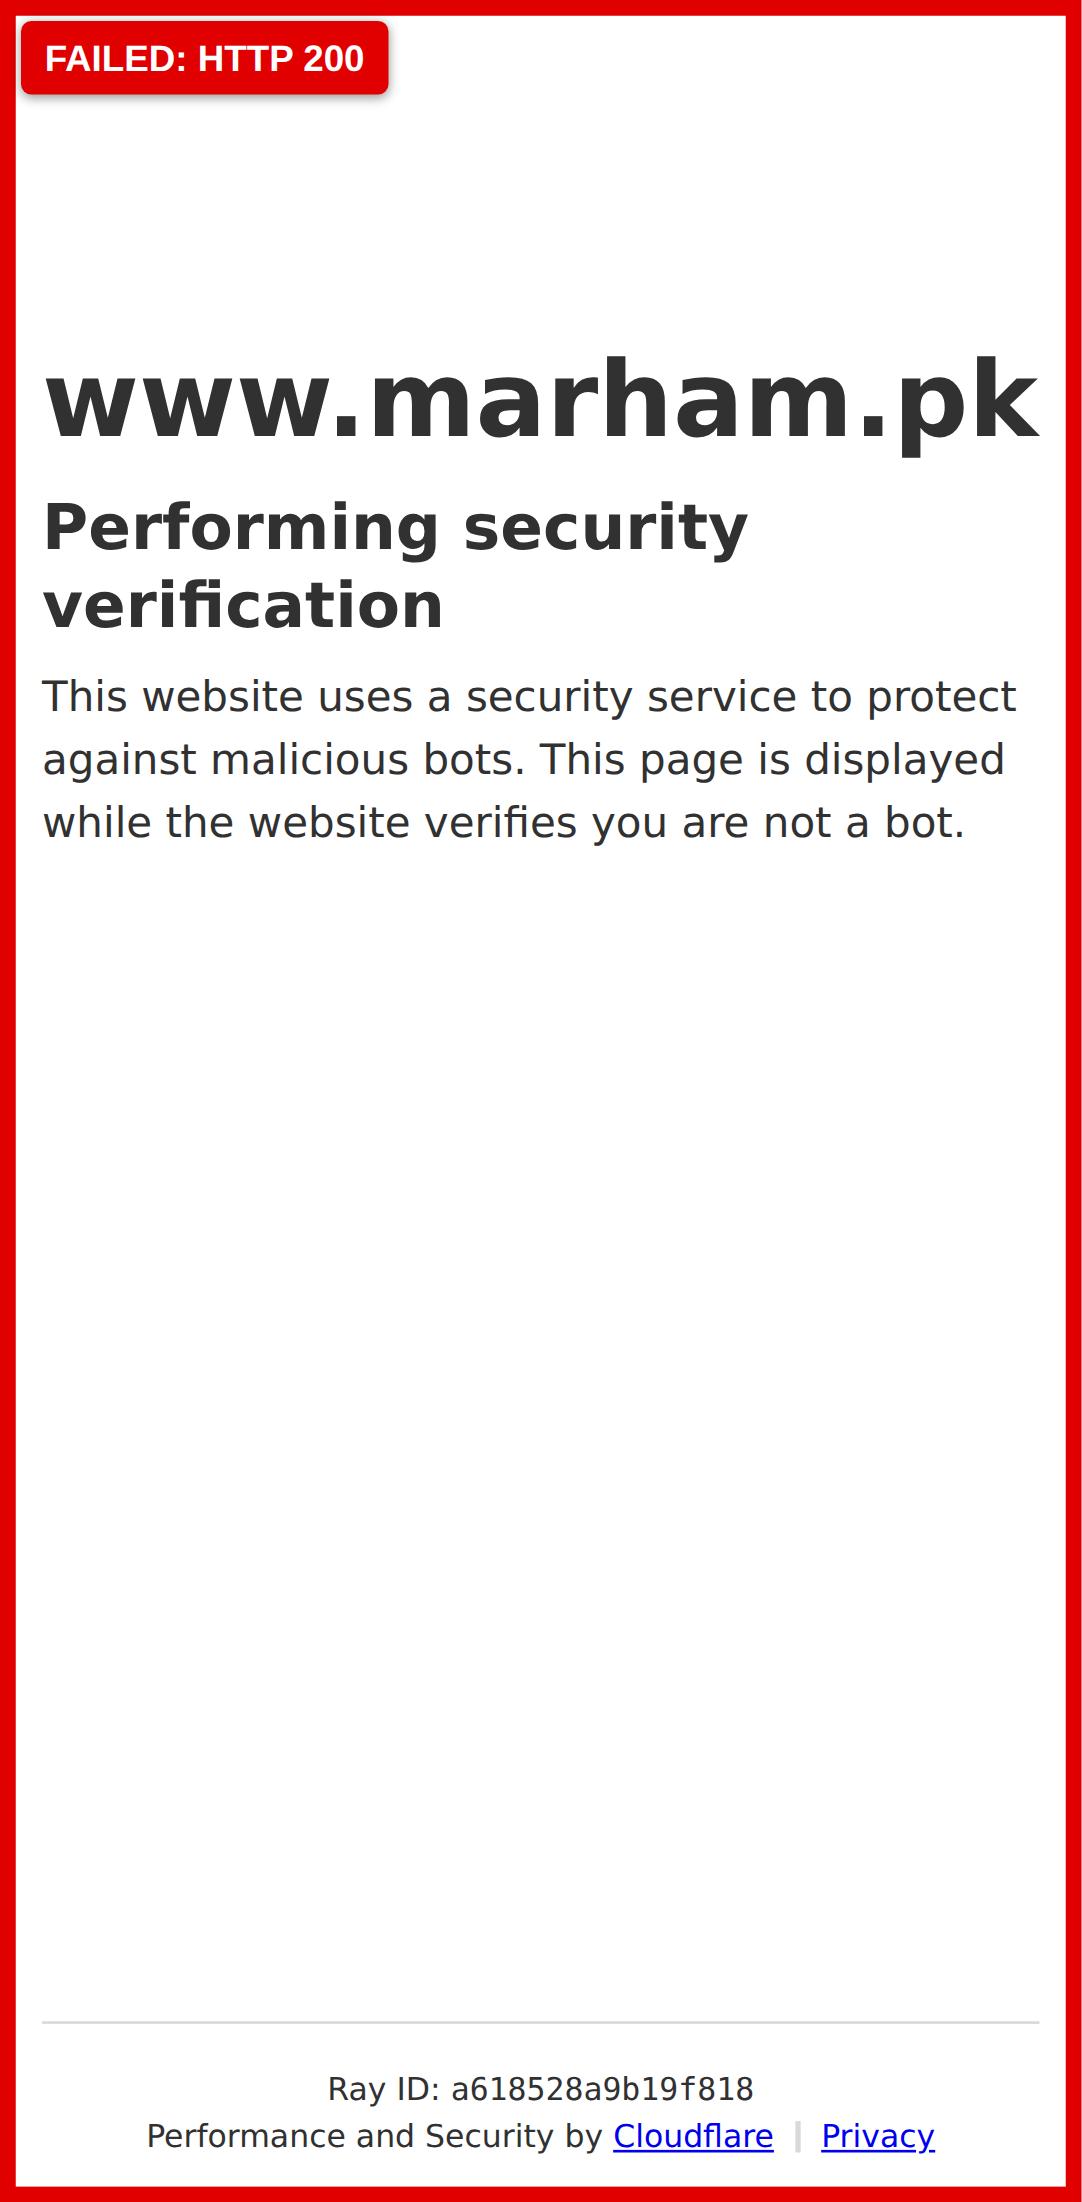 FAILED: HTTP 200
www.marham.pk
Performing security
verification
This website uses a security service to protect
against malicious bots. This page is displayed
while the website verifies you are not a bot.
Ray ID: a618528a9b19f818
Performance and Security by Cloudflare | Privacy